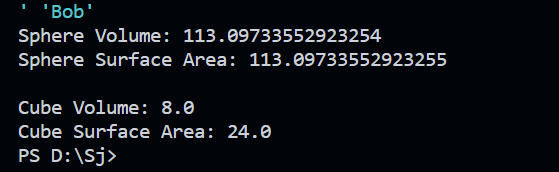 ' 'Bob'
Sphere Volume: 113.09733552923254
Sphere Surface Area: 113.09733552923255
Cube Volume: 8.0
Cube Surface Area: 24.0
PS D:\Sj>